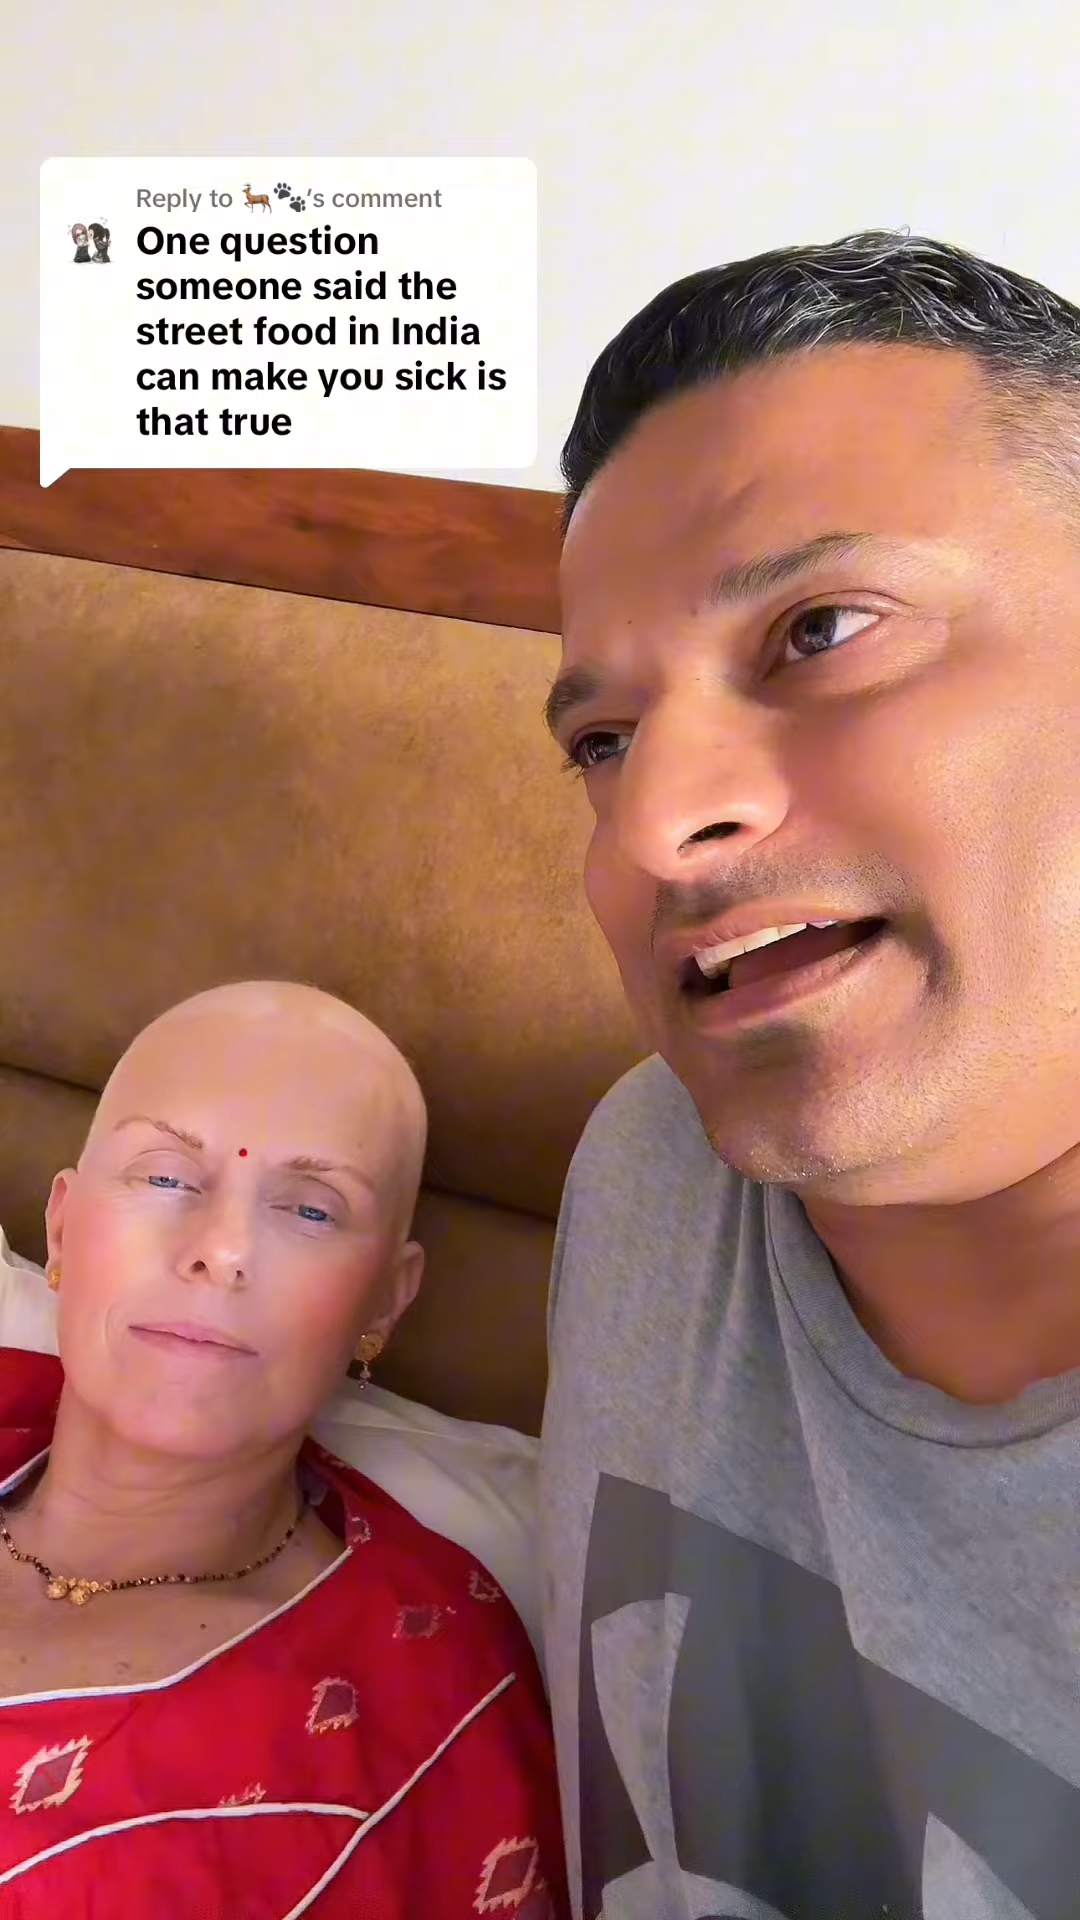 Reply to 🦌🐾's comment
One question
someone said the
street food in India
can make you sick is
that true